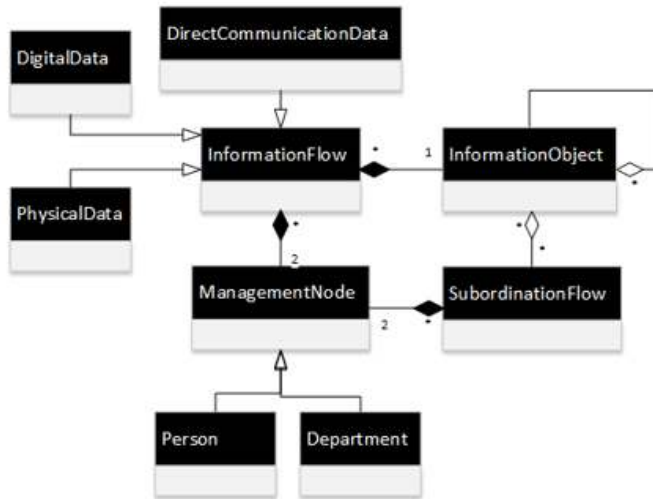 DirectCommunicationData
DigitalData
InformationFlow
*
1
InformationObject
*
PhysicalData
*
*
*
2
ManagementNode
2
*
SubordinationFlow
Person
Department